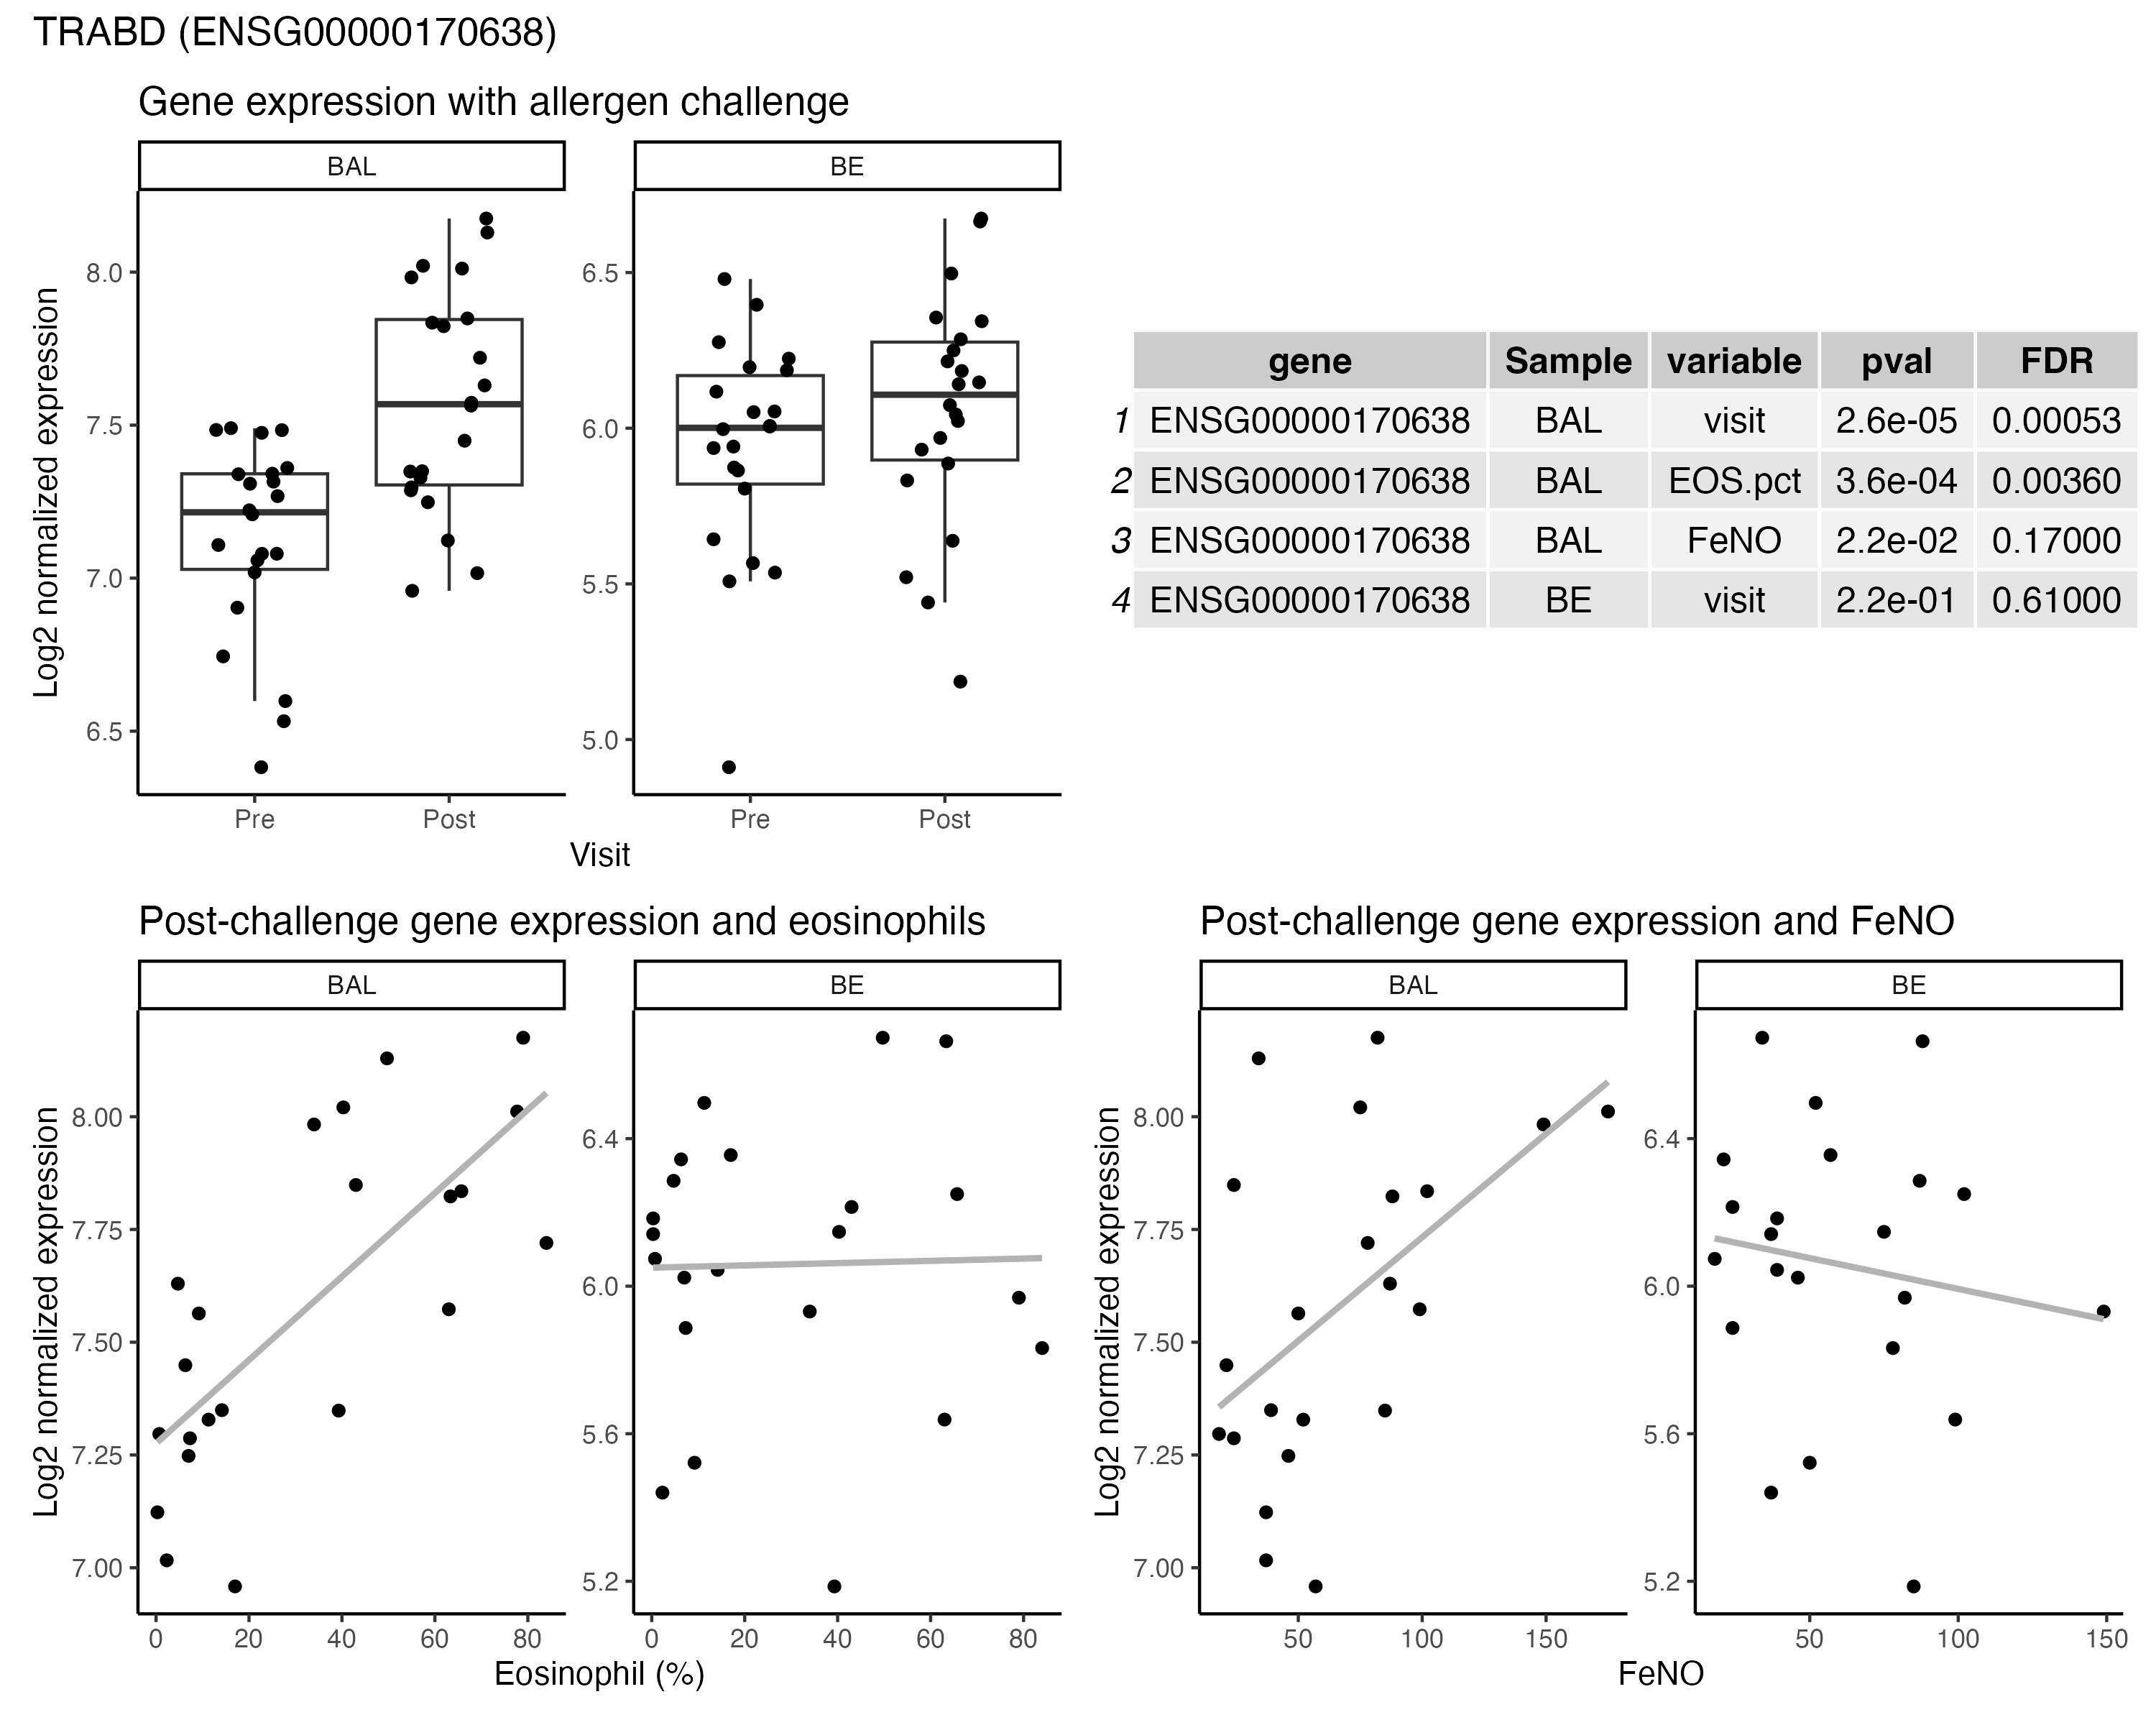 TRABD (ENSG00000170638)
Gene expression with allergen challenge
BAL
BE
Log2 normalized expression
8.0
7.5
7.0
6.5
6.5
6.0
5.5
5.0
Pre
Post
Pre
Post
Visit
gene Sample variable pval FDR
1 ENSG00000170638 BAL visit 2.6e-05 0.00053
2 ENSG00000170638 BAL EOS.pct 3.6e-04 0.00360
3 ENSG00000170638 BAL FeNO 2.2e-02 0.17000
4 ENSG00000170638 BE visit 2.2e-01 0.61000
Post-challenge gene expression and eosinophils
BAL
BE
Log2 normalized expression
8.00
7.75
7.50
7.25
7.00
6.4
6.0
5.6
5.2
0 20 40 60 80
0 20 40 60 80
Eosinophil (%)
Post-challenge gene expression and FeNO
BAL
BE
Log2 normalized expression
8.00
7.75
7.50
7.25
7.00
6.4
6.0
5.6
5.2
50 100 150
50 100 150
FeNO